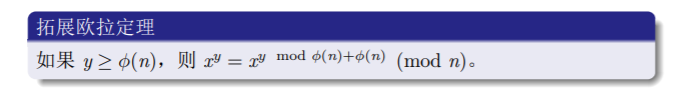 拓展欧拉定理
如果 y ≥ ϕ(n)，则 x^{y} = x^{y mod ϕ(n)+ϕ(n)} (mod n)。